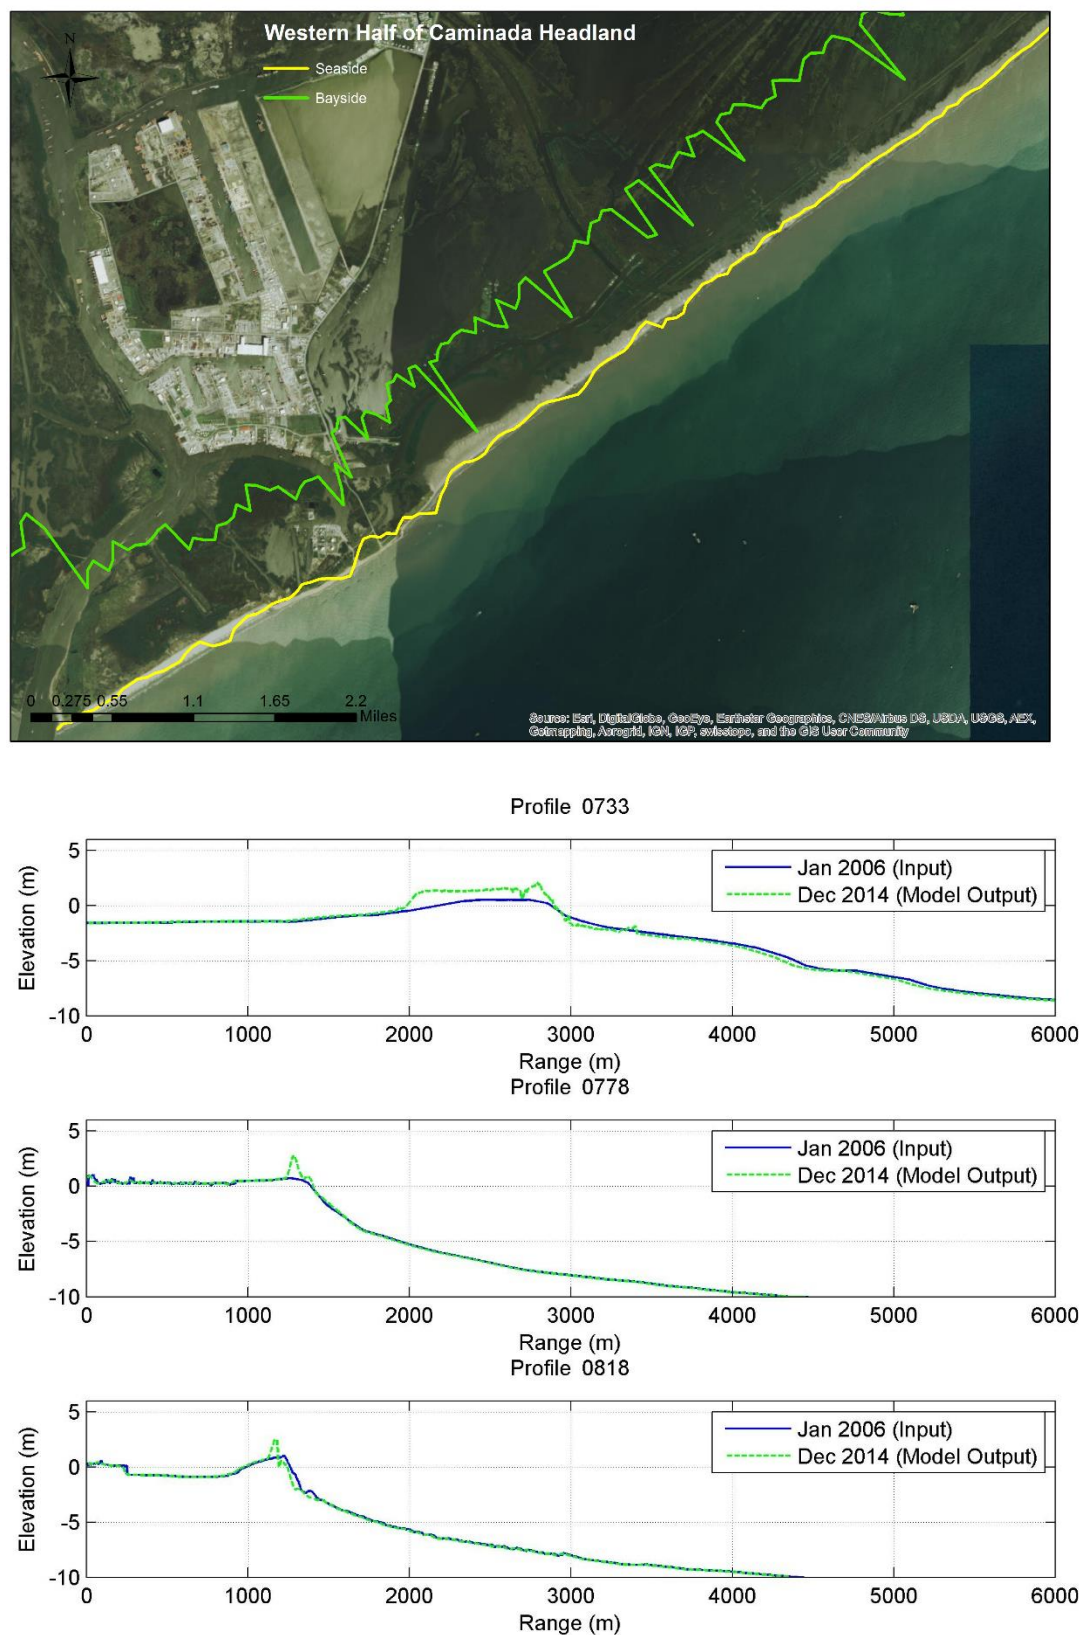 Western Half of Caminada Headland
N
Seaside
Bayside
0 0.275 0.55 1.1 1.65 2.2
Miles
Source: Esri, DigitalGlobe, GeoEye, Earthstar Geographics, CNES/Airbus DS, USDA, USGS, AEX,
Getmapping, Aerogrid, IGN, IGP, swisstopo, and the GIS User Community
Profile 0733
Elevation (m)
5
0
-5
-10
Jan 2006 (Input)
Dec 2014 (Model Output)
0 1000 2000 3000 4000 5000 6000
Range (m)
Profile 0778
Elevation (m)
5
0
-5
-10
Jan 2006 (Input)
Dec 2014 (Model Output)
0 1000 2000 3000 4000 5000 6000
Range (m)
Profile 0818
Elevation (m)
5
0
-5
-10
Jan 2006 (Input)
Dec 2014 (Model Output)
0 1000 2000 3000 4000 5000 6000
Range (m)